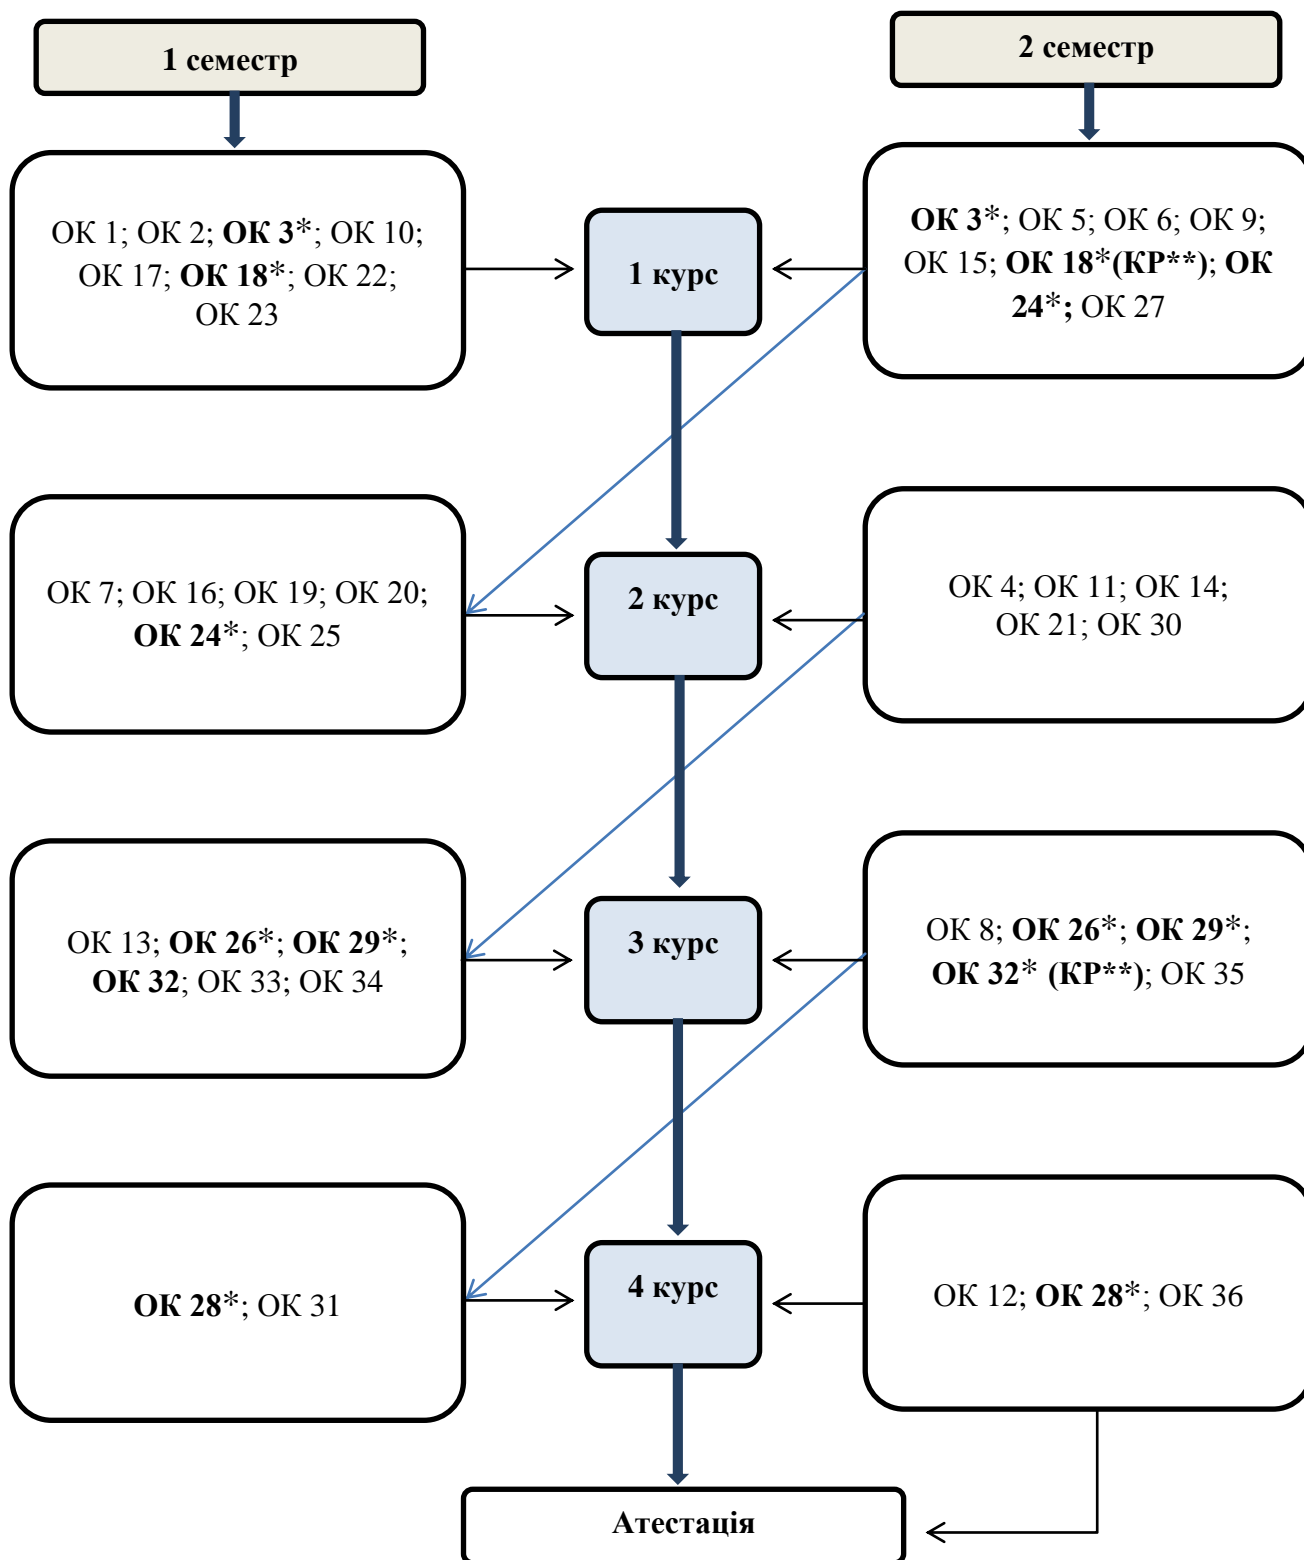 1 семестр
2 семестр
ОК 1; ОК 2; ОК 3*; ОК 10;
ОК 17; ОК 18*; ОК 22;
ОК 23
1 курс
ОК 3*; ОК 5; ОК 6; ОК 9;
ОК 15; ОК 18*(КР**); ОК
24*; ОК 27
ОК 7; ОК 16; ОК 19; ОК 20;
ОК 24*; ОК 25
2 курс
ОК 4; ОК 11; ОК 14;
ОК 21; ОК 30
ОК 13; ОК 26*; ОК 29*;
ОК 32; ОК 33; ОК 34
3 курс
ОК 8; ОК 26*; ОК 29*;
ОК 32* (КР**); ОК 35
ОК 28*; ОК 31
4 курс
ОК 12; ОК 28*; ОК 36
Атестація